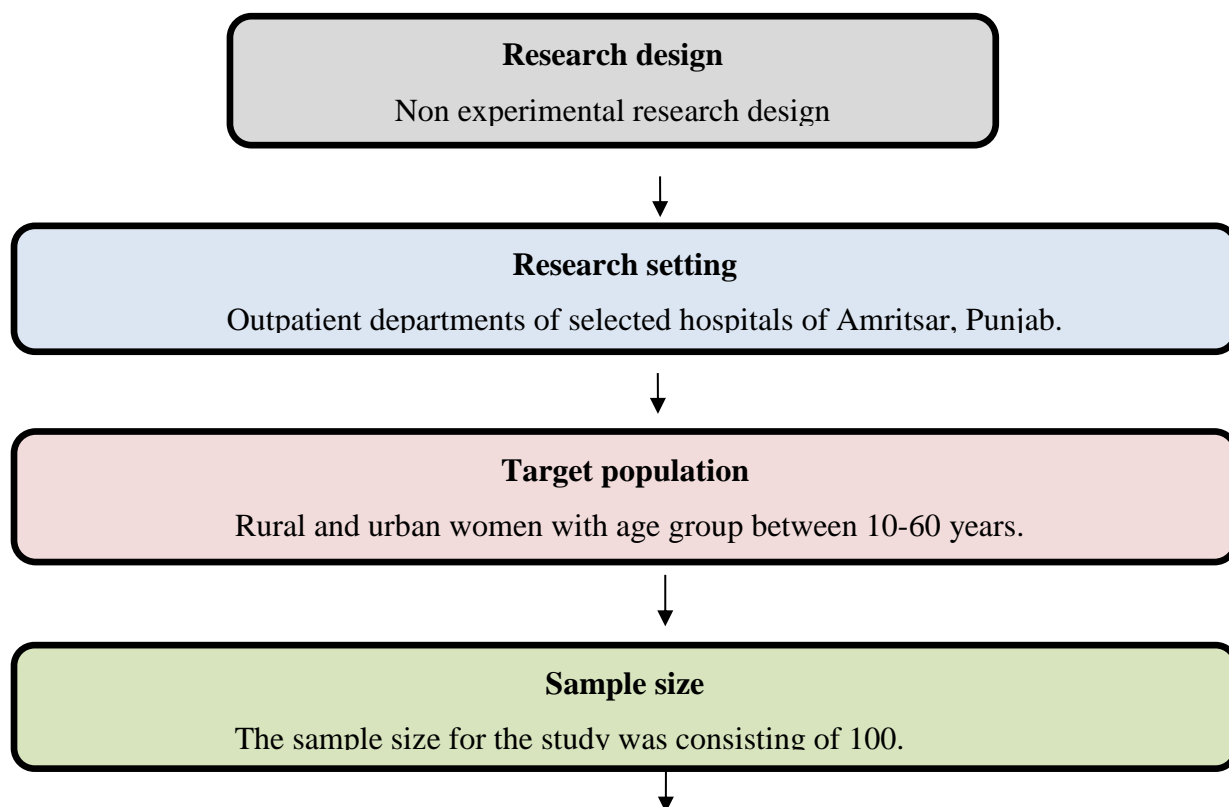 Research design
Non experimental research design
Research setting
Outpatient departments of selected hospitals of Amritsar, Punjab.
Target population
Rural and urban women with age group between 10-60 years.
Sample size
The sample size for the study was consisting of 100.